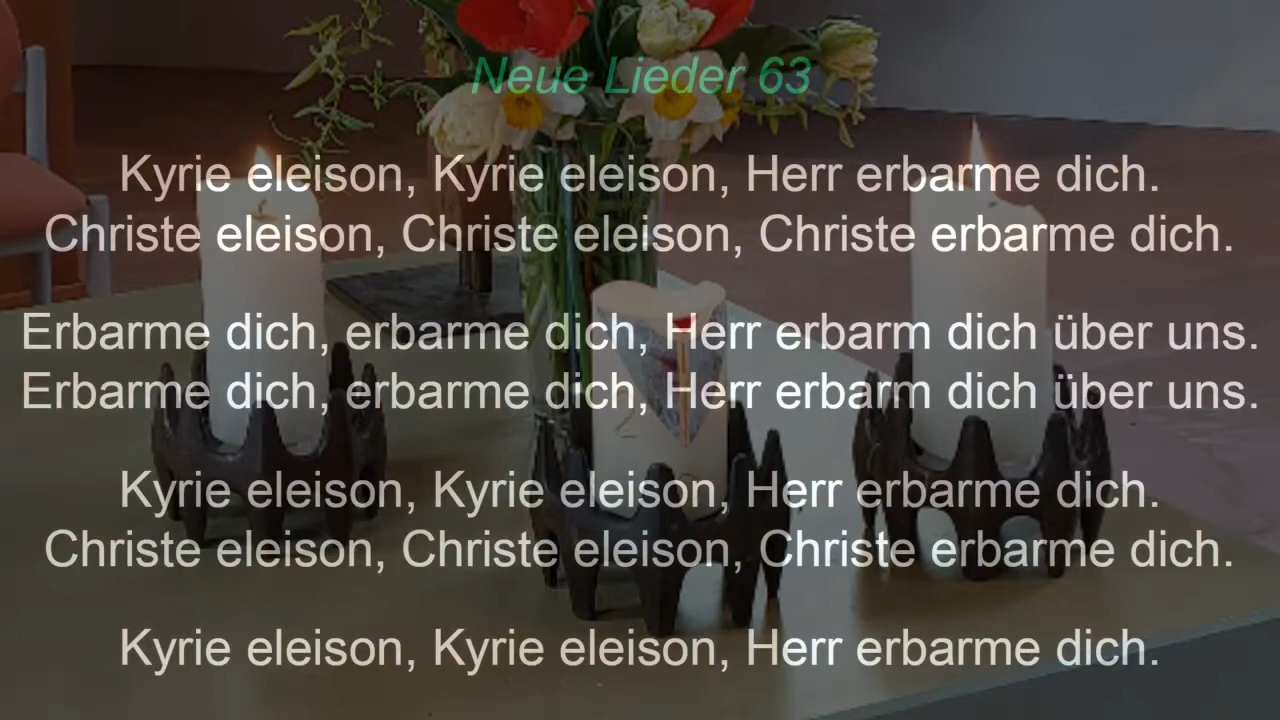 Neue Lieder 63
Kyrie eleison, Kyrie eleison, Herr erbarme dich.
Christe eleison, Christe eleison, Christe erbarme dich.
Erbarme dich, erbarme dich, Herr erbarm dich über uns.
Erbarme dich, erbarme dich, Herr erbarm dich über uns.
Kyrie eleison, Kyrie eleison, Herr erbarme dich.
Christe eleison, Christe eleison, Christe erbarme dich.
Kyrie eleison, Kyrie eleison, Herr erbarme dich.